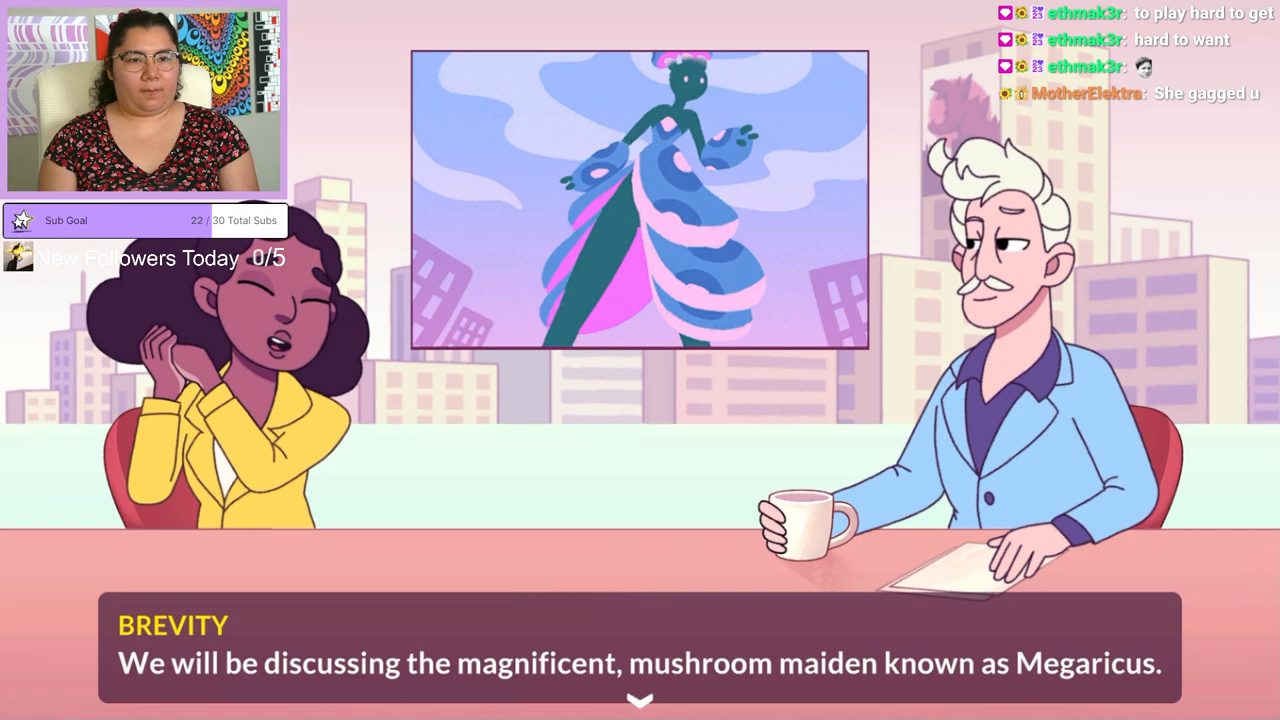 ethmak3r: to play hard to get
ethmak3r: hard to want
ethmak3r:
MotherElektra: She gagged u
Sub Goal 22 / 30 Total Subs
New Followers Today 0/5
BREVITY
We will be discussing the magnificent, mushroom maiden known as Megaricus.